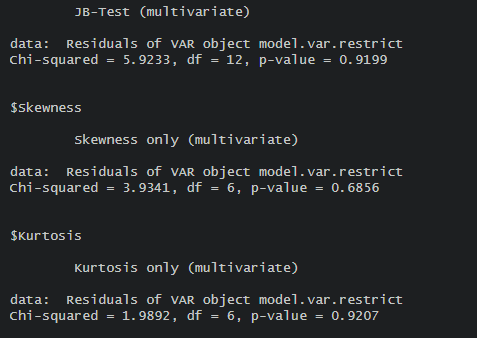 JB-Test (multivariate)
data:  Residuals of VAR object model.var.restrict
Chi-squared = 5.9233, df = 12, p-value = 0.9199
$Skewness
Skewness only (multivariate)
data:  Residuals of VAR object model.var.restrict
Chi-squared = 3.9341, df = 6, p-value = 0.6856
$Kurtosis
Kurtosis only (multivariate)
data:  Residuals of VAR object model.var.restrict
Chi-squared = 1.9892, df = 6, p-value = 0.9207